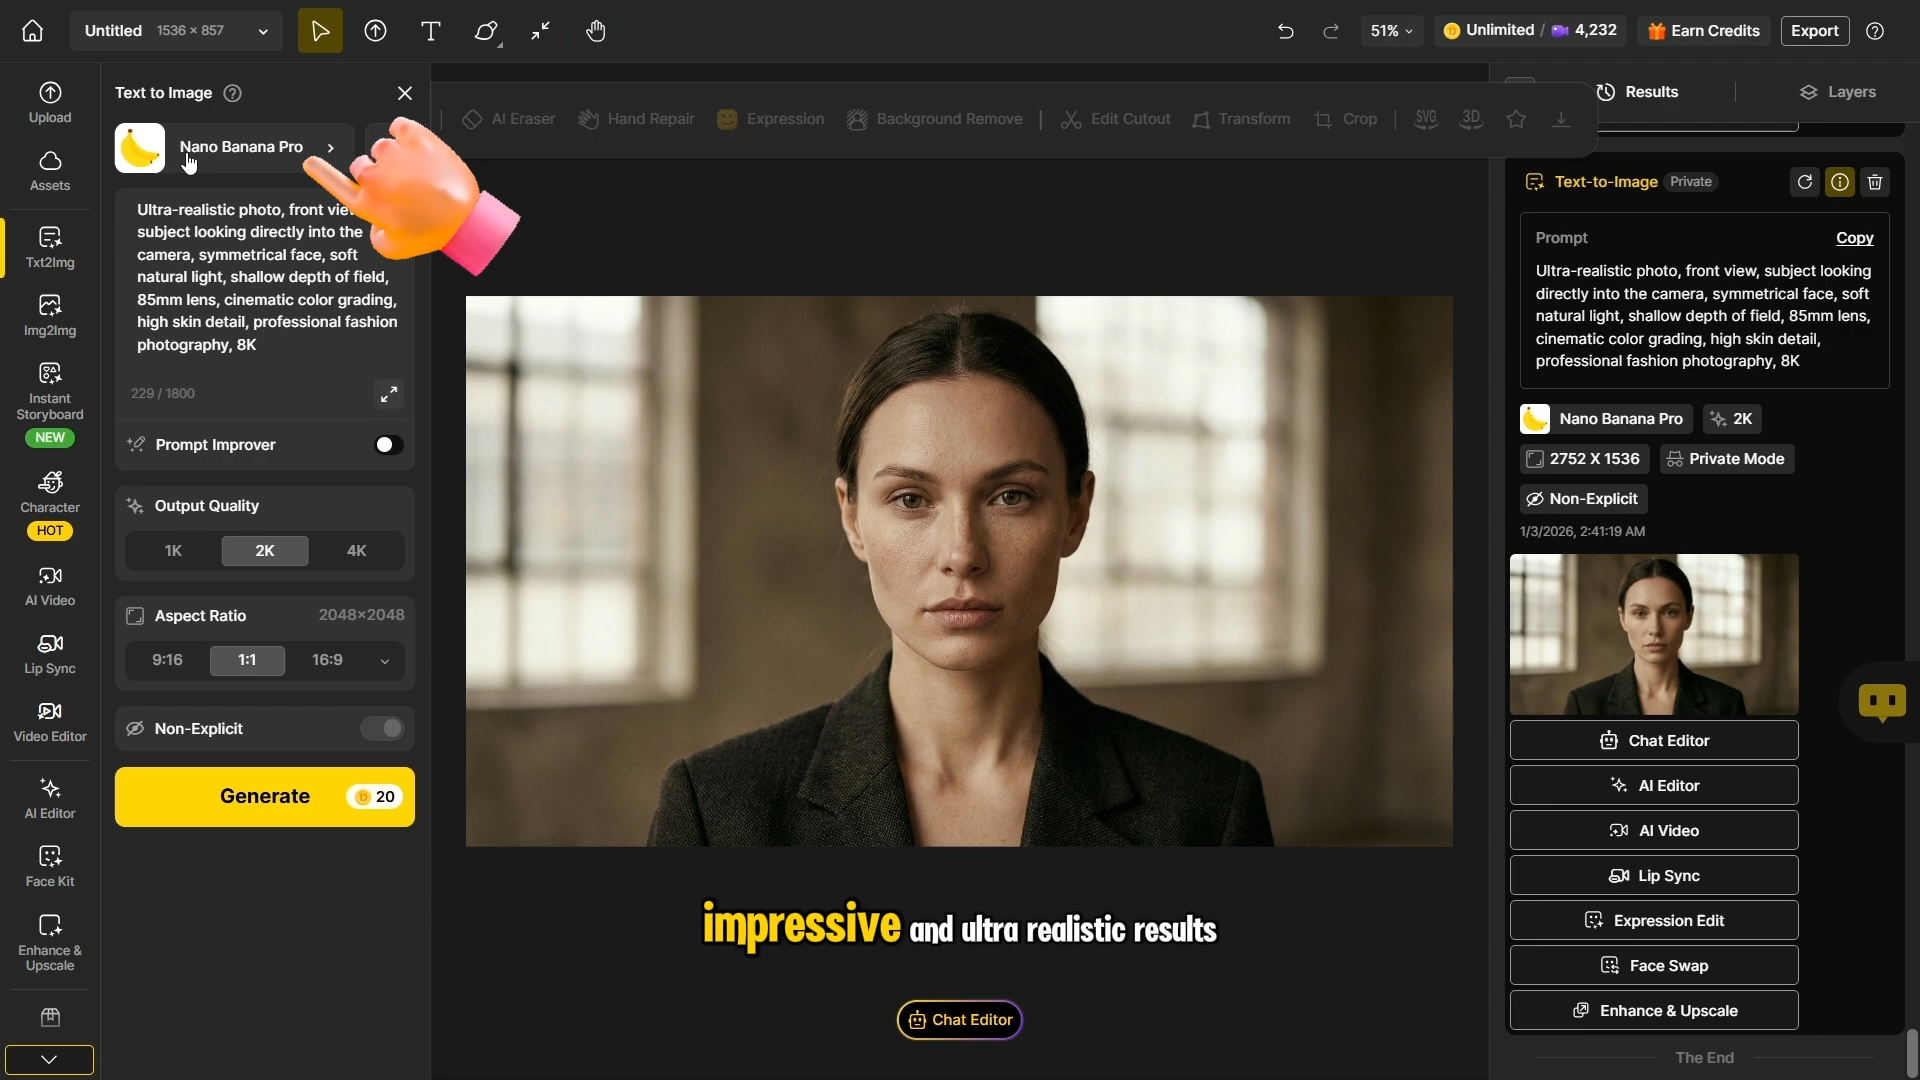 Untitled 1536 × 857
51%
Unlimited / 4,232
Earn Credits
Export
Upload
Assets
Txt2Img
Img2Img
Instant
Storyboard
NEW
Character
HOT
AI Video
Lip Sync
Video Editor
AI Editor
Face Kit
Enhance &
Upscale
Text to Image
Nano Banana Pro
Ultra-realistic photo, front
subject looking directly into the
camera, symmetrical face, soft
natural light, shallow depth of field,
85mm lens, cinematic color grading,
high skin detail, professional fashion
photography, 8K
229 / 1800
Prompt Improver
Output Quality
1K 2K 4K
Aspect Ratio 2048×2048
9:16 1:1 16:9
Non-Explicit
Generate 20
AI Eraser Hand Repair Expression Background Remove Edit Cutout Transform Crop SVG 3D
impressive and ultra realistic results
Chat Editor
Results Layers
Text-to-Image Private
Prompt Copy
Ultra-realistic photo, front view, subject looking
directly into the camera, symmetrical face, soft
natural light, shallow depth of field, 85mm lens,
cinematic color grading, high skin detail,
professional fashion photography, 8K
Nano Banana Pro 2K
2752 X 1536 Private Mode
Non-Explicit
1/3/2026, 2:41:19 AM
Chat Editor
AI Editor
AI Video
Lip Sync
Expression Edit
Face Swap
Enhance & Upscale
The End